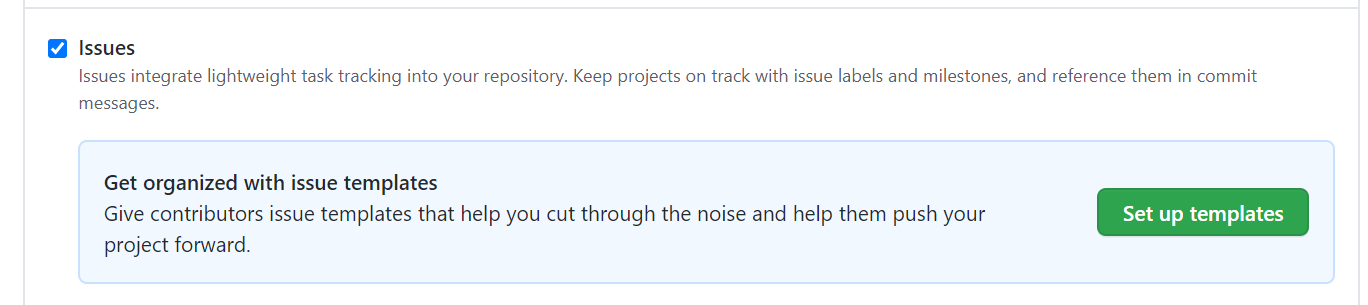 Issues
Issues integrate lightweight task tracking into your repository. Keep projects on track with issue labels and milestones, and reference them in commit
messages.
Get organized with issue templates
Give contributors issue templates that help you cut through the noise and help them push your
project forward.
Set up templates